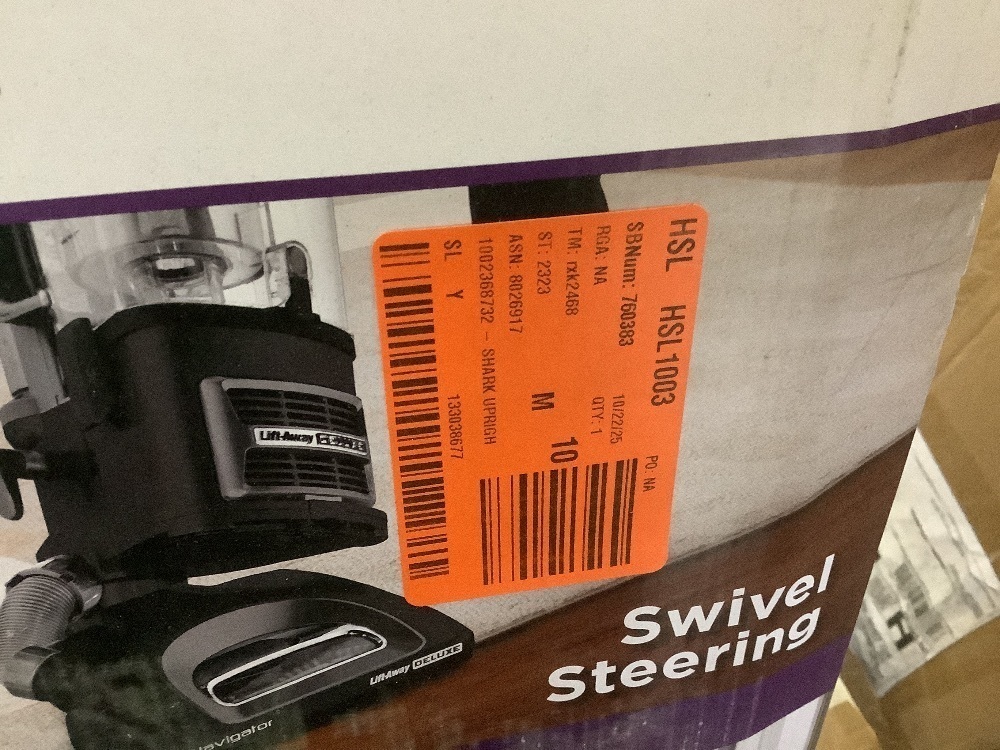 HSL HSL1003
SBNum: 760383
RGA: NA
10/22/25
PO: NA
TM: rxk2468
QTY: 1
ST: 2323
ASN: 8026917
M
10
1002368732 - SHARK UPRIGH
SL Y
133038677
Lift-Away DELUXE
Lift-Away DELUXE
Swivel
Steering
H